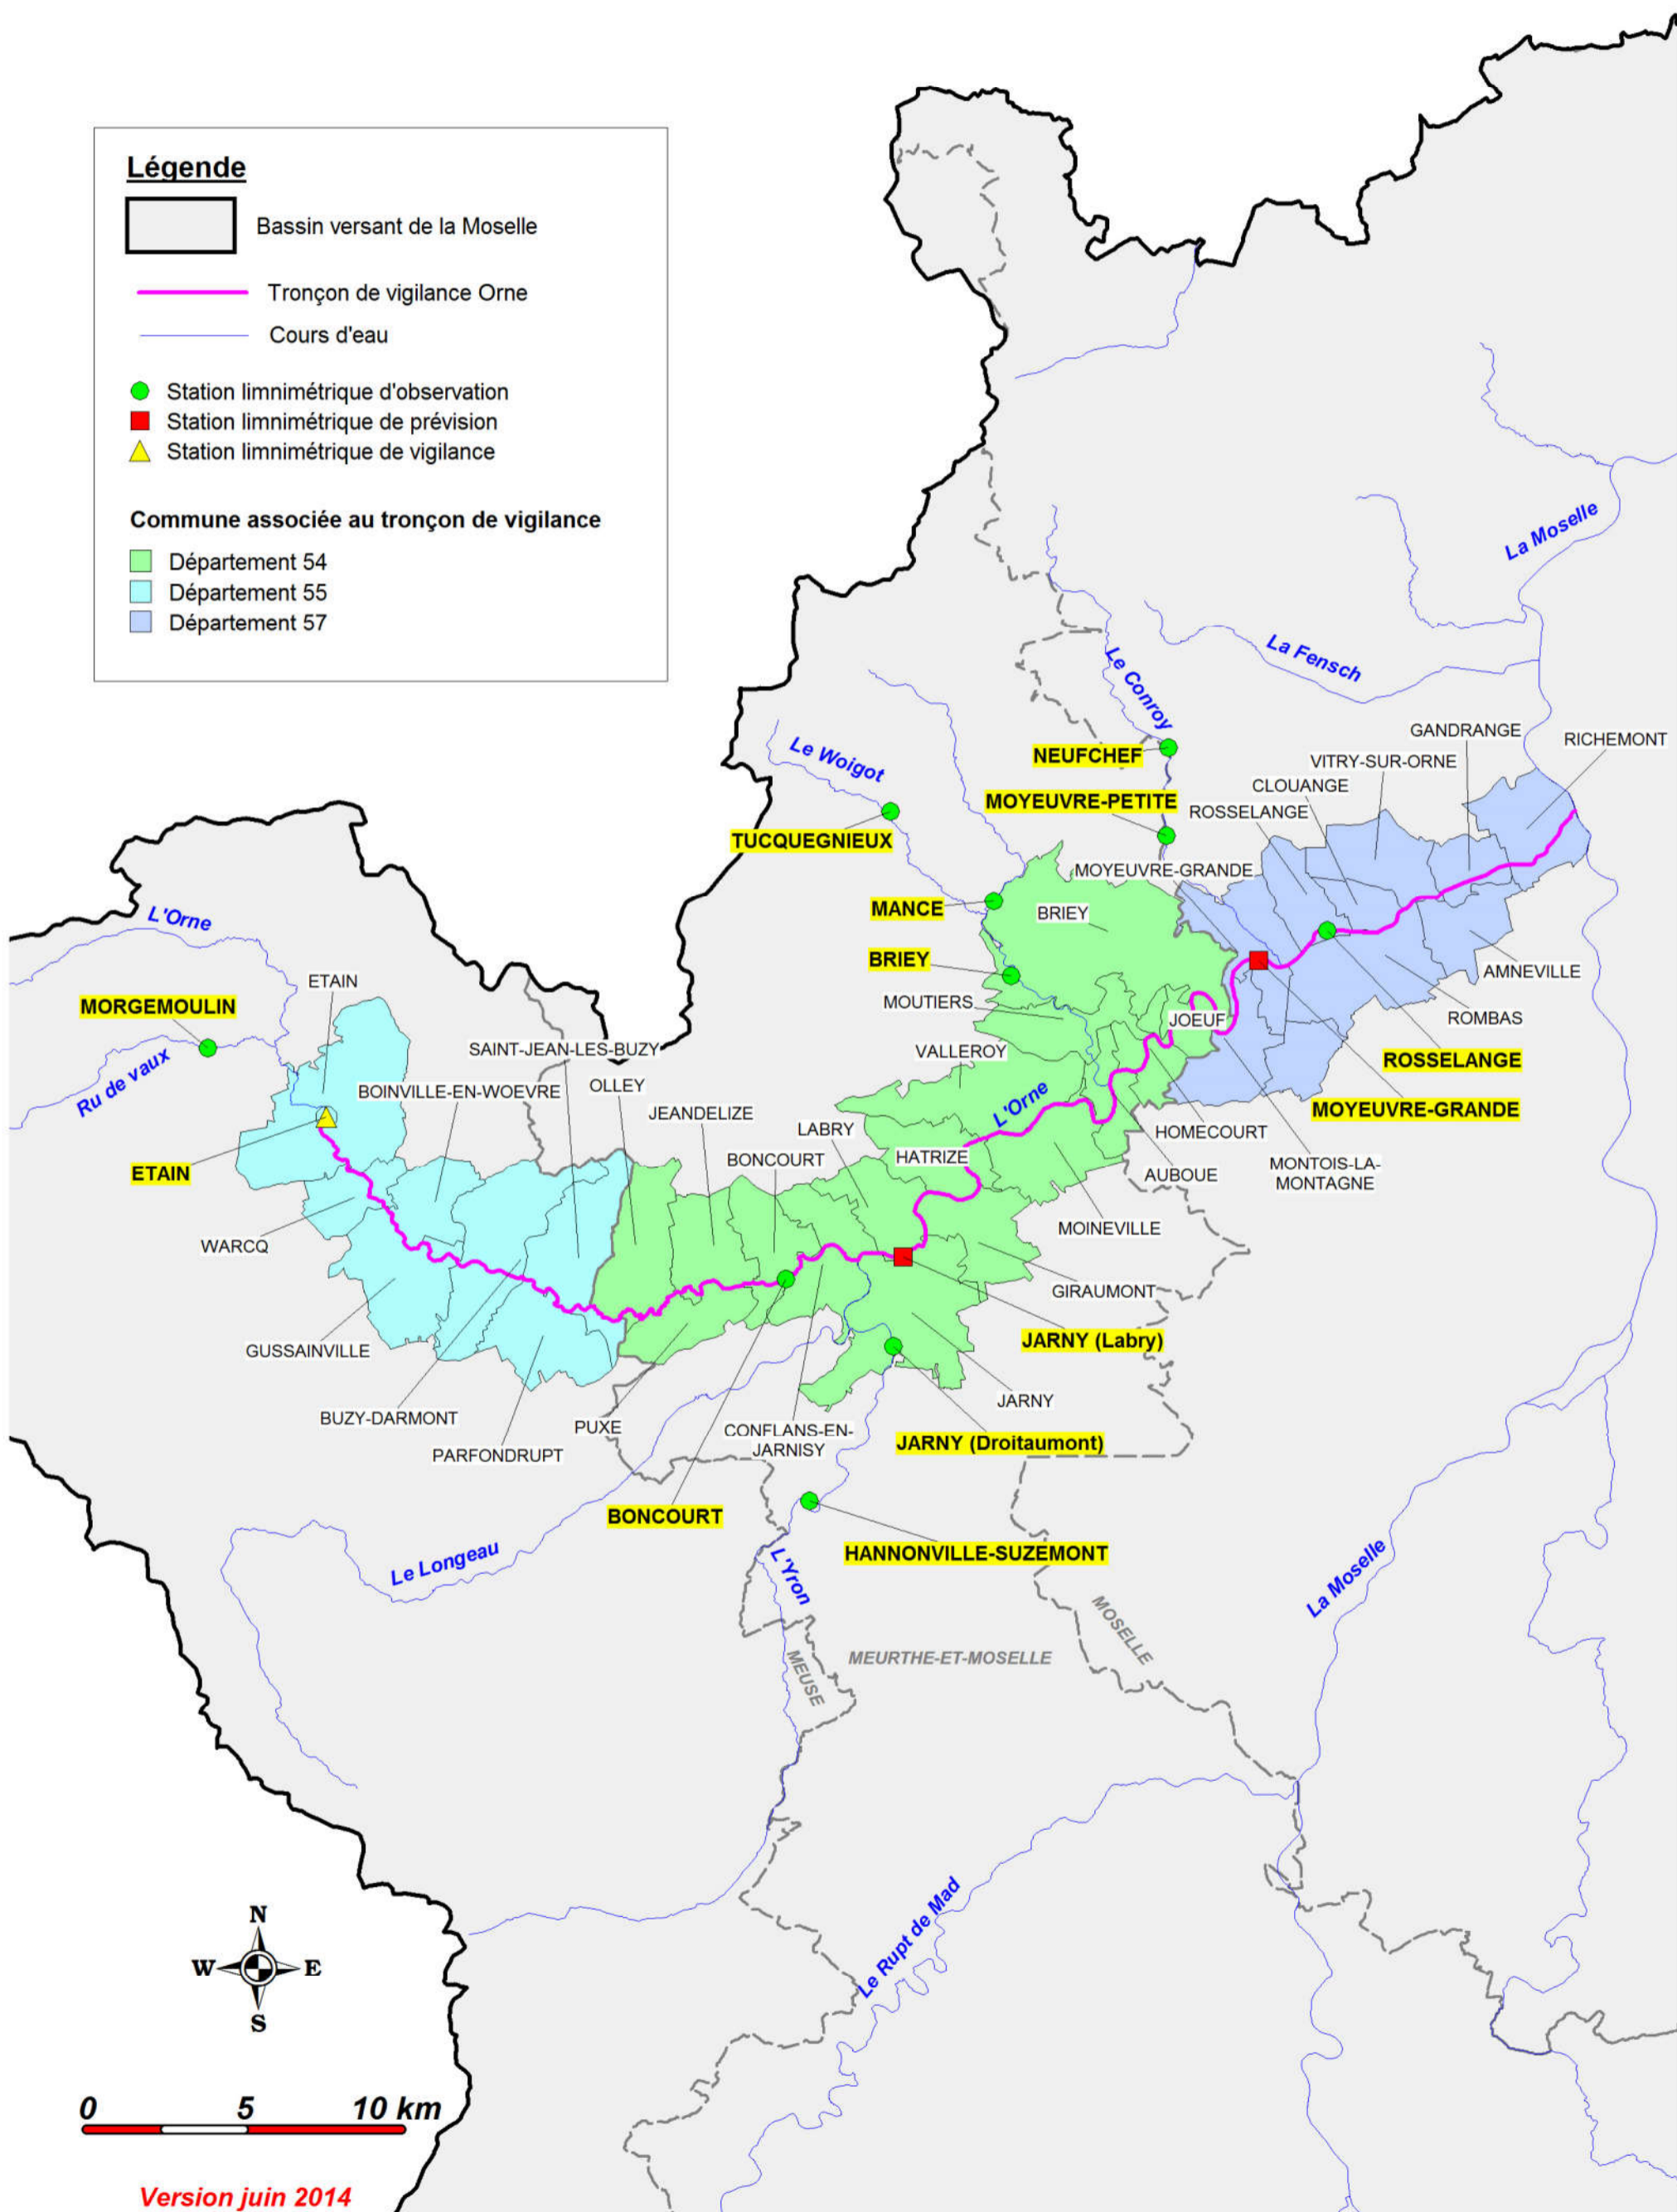 Légende
Bassin versant de la Moselle
Tronçon de vigilance Orne
Cours d'eau
Station limnimétrique d'observation
Station limnimétrique de prévision
Station limnimétrique de vigilance
Commune associée au tronçon de vigilance
Département 54
Département 55
Département 57
La Moselle
La Fensch
Le Conroy
GANDRANGE
RICHEMONT
NEUFCHEF
VITRY-SUR-ORNE
Le Woigot
CLOUANGE
MOYEUVRE-PETITE
ROSSELANGE
TUCQUEGNIEUX
MOYEUVRE-GRANDE
MANCE
BRIEY
L'Orne
BRIEY
AMNEVILLE
ETAIN
MORGEMOULIN
MOUTIERS
JOEUF
ROMBAS
SAINT-JEAN-LES-BUZY
VALLEROY
ROSSELANGE
Ru de vaux
BOINVILLE-EN-WOEVRE
OLLEY
L'Orne
JEANDELIZE
MOYEUVRE-GRANDE
LABRY
HOMECOURT
ETAIN
BONCOURT
HATRIZE
MONTOIS-LA-
MONTAGNE
AUBOUE
WARCQ
MOINEVILLE
GIRAUMONT
GUSSAINVILLE
JARNY (Labry)
JARNY
BUZY-DARMONT
PUXE
CONFLANS-EN-
JARNISY
JARNY (Droitaumont)
PARFONDRUPT
BONCOURT
HANNONVILLE-SUZEMONT
Le Longeau
L'Yron
La Moselle
MOSELLE
MEURTHE-ET-MOSELLE
MEUSE
Le Rupt de Mad
N
W
E
S
0 5 10 km
Version juin 2014